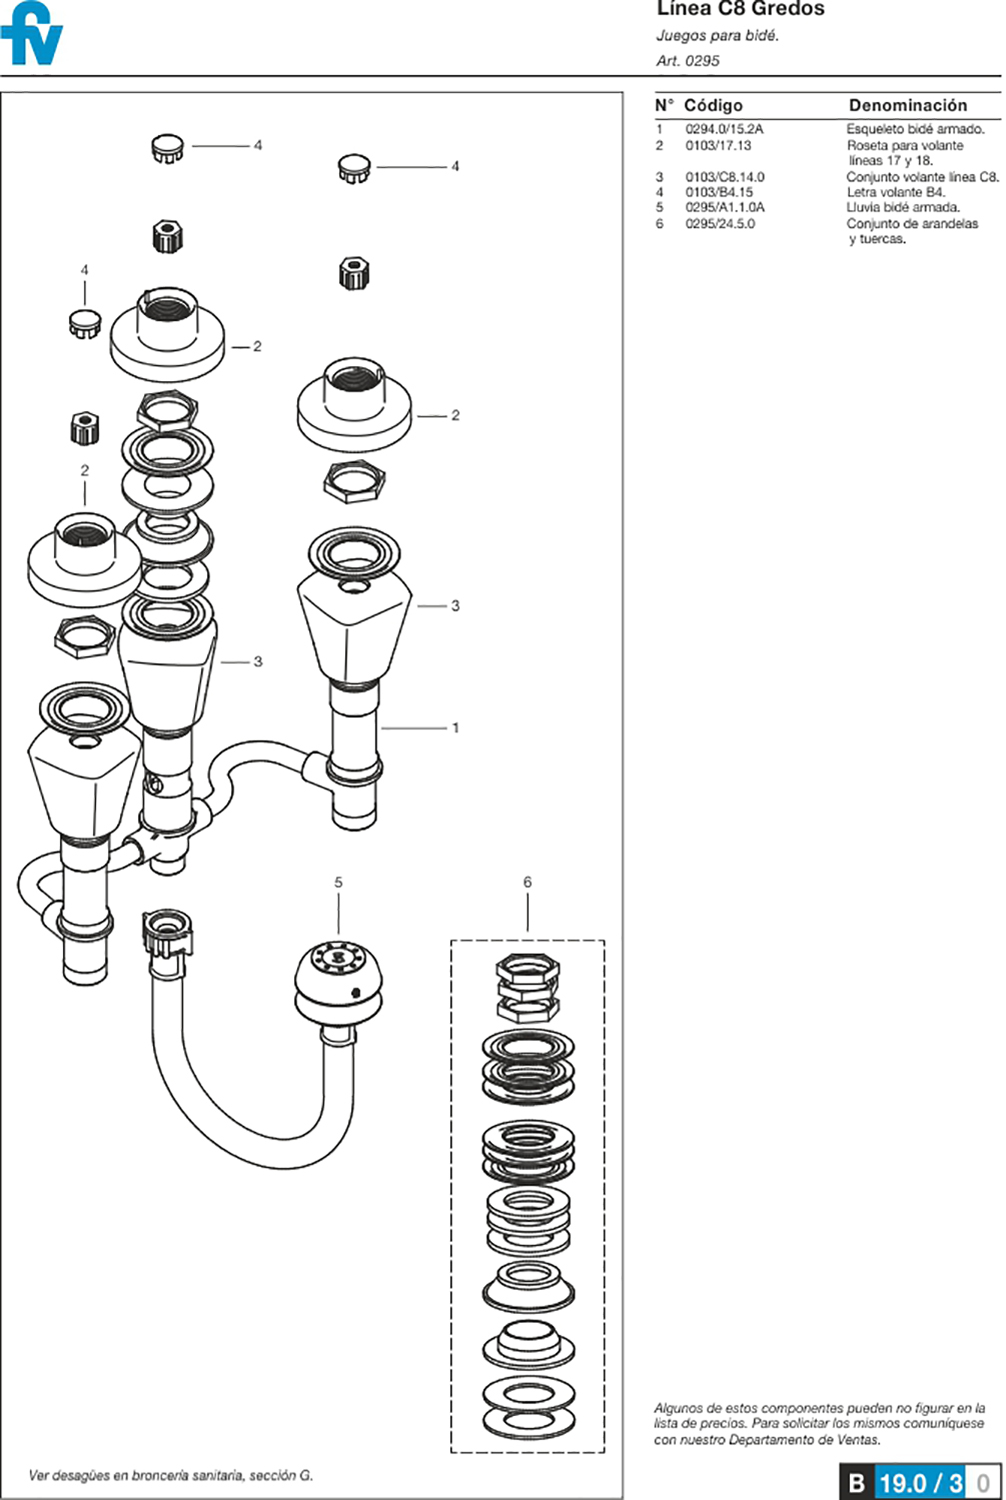 fv
Línea C8 Gredos
Juegos para bidé.
Art. 0295
N° Código Denominación
1 0294.0/15.2A Esqueleto bidé armado.
2 0103/17.13 Roseta para volante
líneas 17 y 18.
3 0103/C8.14.0 Conjunto volante línea C8.
4 0103/B4.15 Letra volante B4.
5 0295/A1.1.0A Lluvia bidé armada.
6 0295/24.5.0 Conjunto de arandelas
y tuercas.
4
4
4
2
2
2
3
3
1
5
6
Algunos de estos componentes pueden no figurar en la
lista de precios. Para solicitar los mismos comuníquese
con nuestro Departamento de Ventas.
Ver desagües en broncería sanitaria, sección G.
B 19.0 / 3 0